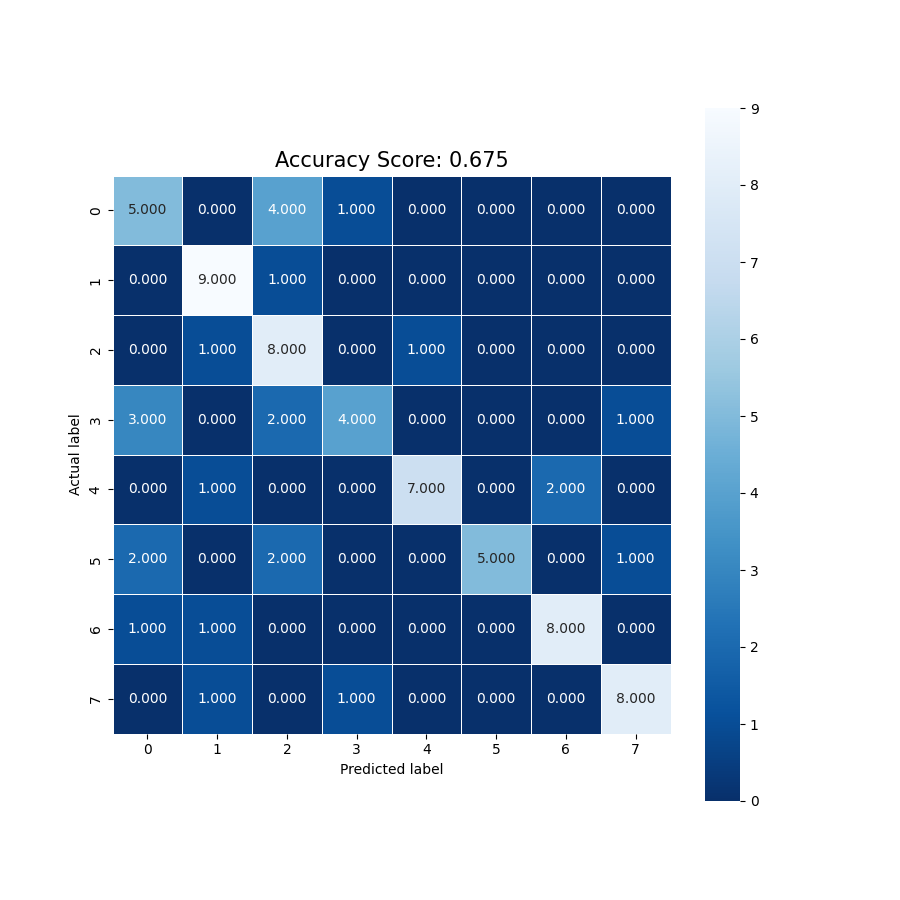 Accuracy Score: 0.675
0 5.000 0.000 4.000 1.000 0.000 0.000 0.000 0.000
1 0.000 9.000 1.000 0.000 0.000 0.000 0.000 0.000
2 0.000 1.000 8.000 0.000 1.000 0.000 0.000 0.000
3 3.000 0.000 2.000 4.000 0.000 0.000 0.000 1.000
4 0.000 1.000 0.000 0.000 7.000 0.000 2.000 0.000
5 2.000 0.000 2.000 0.000 0.000 5.000 0.000 1.000
6 1.000 1.000 0.000 0.000 0.000 0.000 8.000 0.000
7 0.000 1.000 0.000 1.000 0.000 0.000 0.000 8.000
0 1 2 3 4 5 6 7
Predicted label
Actual label
9
8
7
6
5
4
3
2
1
0